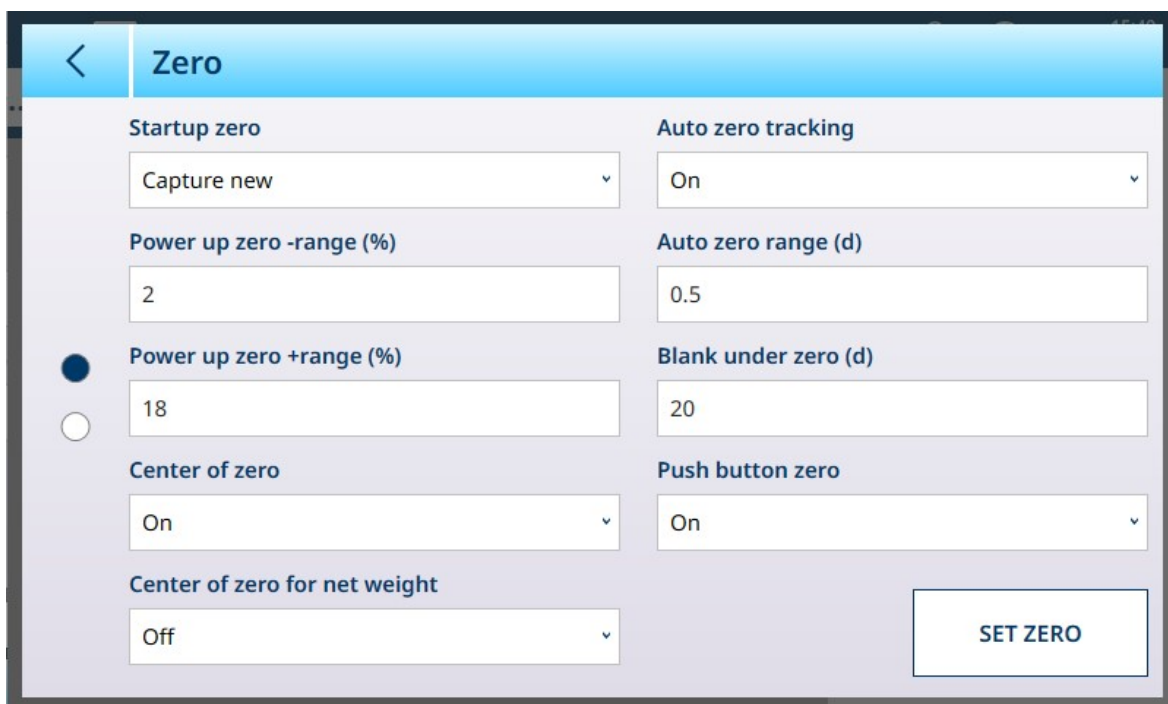 Zero
Startup zero
Capture new
Power up zero -range (%)
2
Power up zero +range (%)
18
Center of zero
On
Center of zero for net weight
Off
Auto zero tracking
On
Auto zero range (d)
0.5
Blank under zero (d)
20
Push button zero
On
SET ZERO